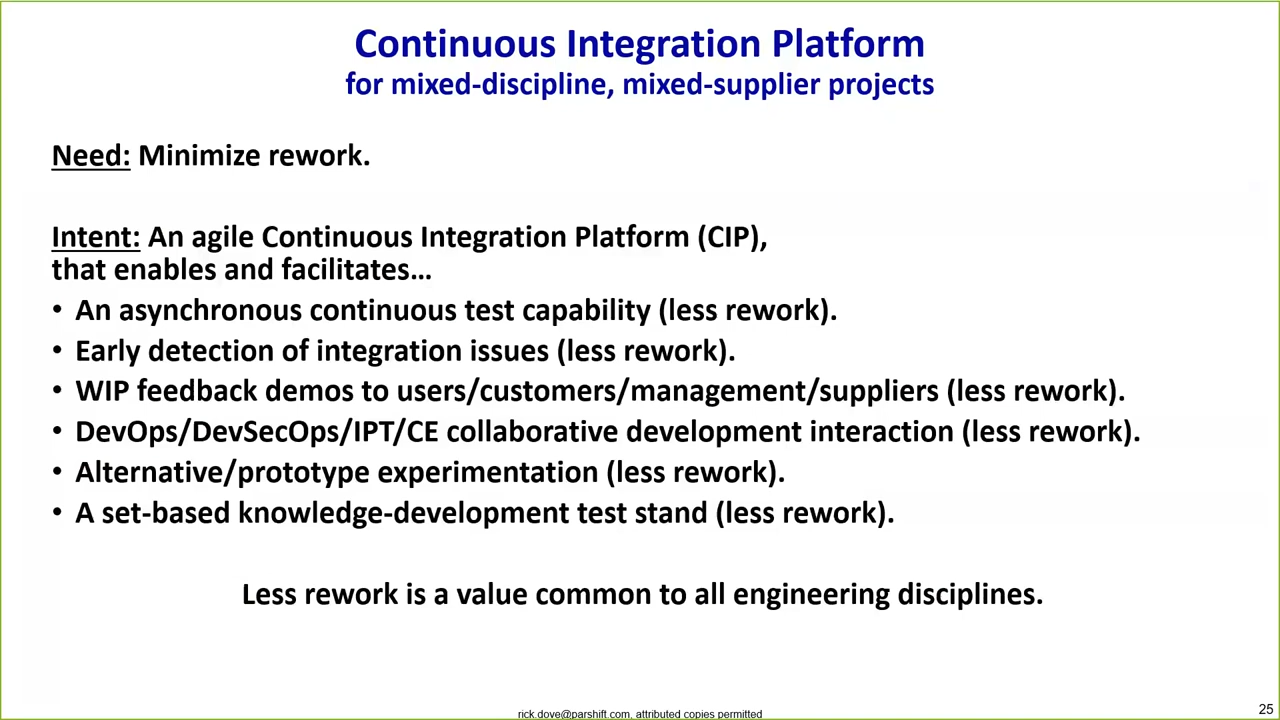 Continuous Integration Platform
for mixed-discipline, mixed-supplier projects
Need: Minimize rework.
Intent: An agile Continuous Integration Platform (CIP),
that enables and facilitates…
• An asynchronous continuous test capability (less rework).
• Early detection of integration issues (less rework).
• WIP feedback demos to users/customers/management/suppliers (less rework).
• DevOps/DevSecOps/IPT/CE collaborative development interaction (less rework).
• Alternative/prototype experimentation (less rework).
• A set-based knowledge-development test stand (less rework).
Less rework is a value common to all engineering disciplines.
rick.dove@parshift.com, attributed copies permitted
25